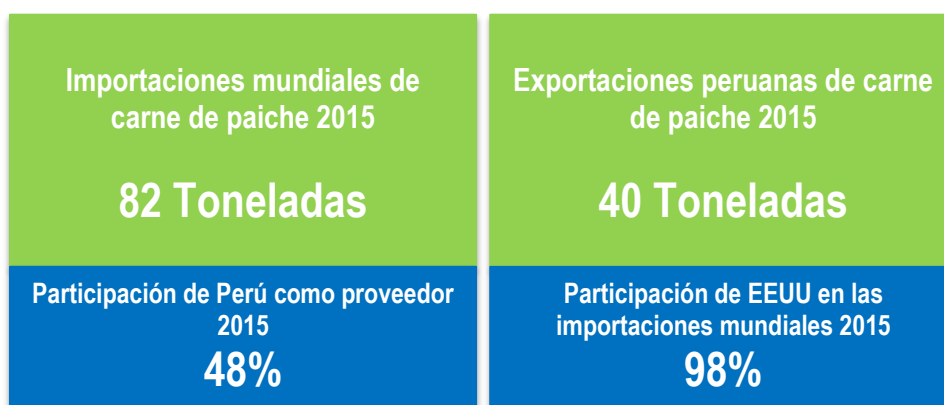 Importaciones mundiales de
carne de paiche 2015
82 Toneladas
Participación de Perú como proveedor
2015
48%
Exportaciones peruanas de carne
de paiche 2015
40 Toneladas
Participación de EEUU en las
importaciones mundiales 2015
98%